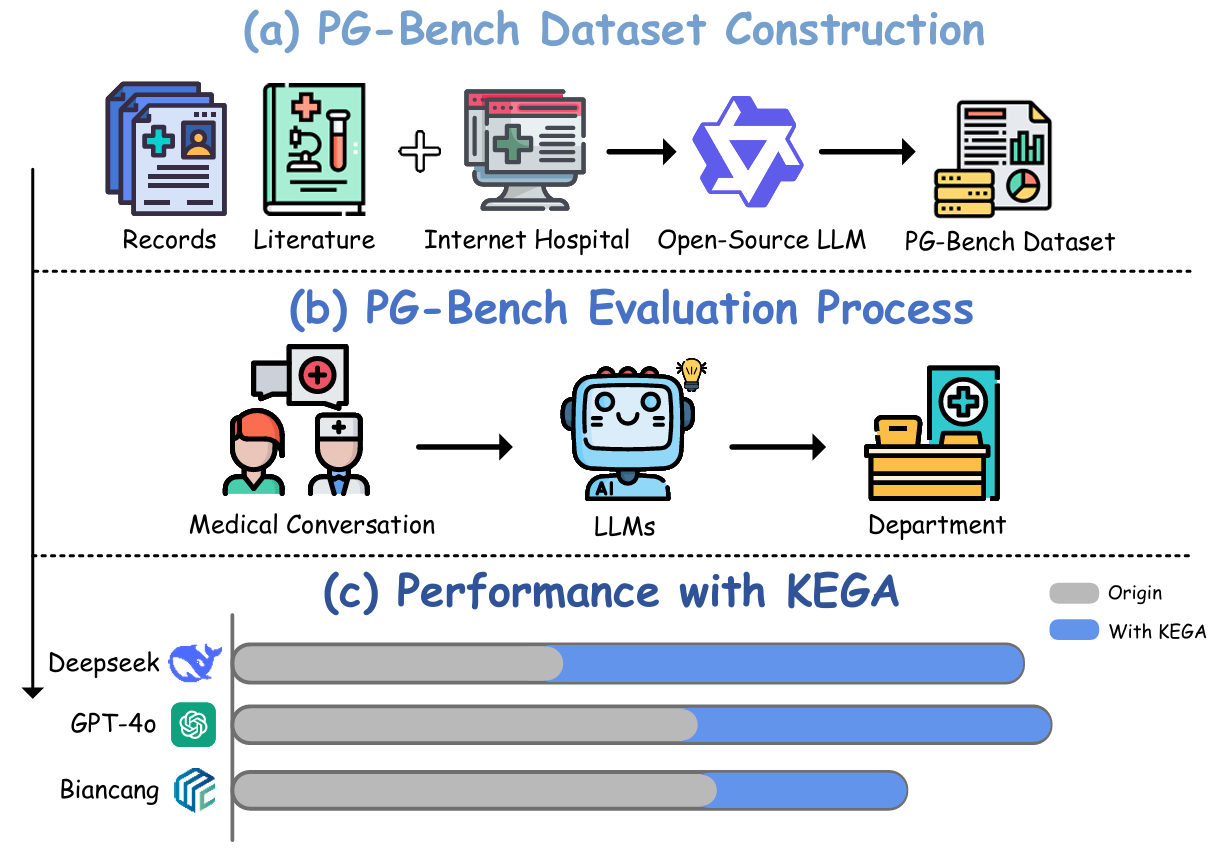 (a) PG-Bench Dataset Construction
Records
Literature
Internet Hospital
Open-Source LLM
PG-Bench Dataset
(b) PG-Bench Evaluation Process
AI
Medical Conversation
LLMs
Department
(c) Performance with KEGA
Origin
With KEGA
Deepseek
GPT-4o
Biancang